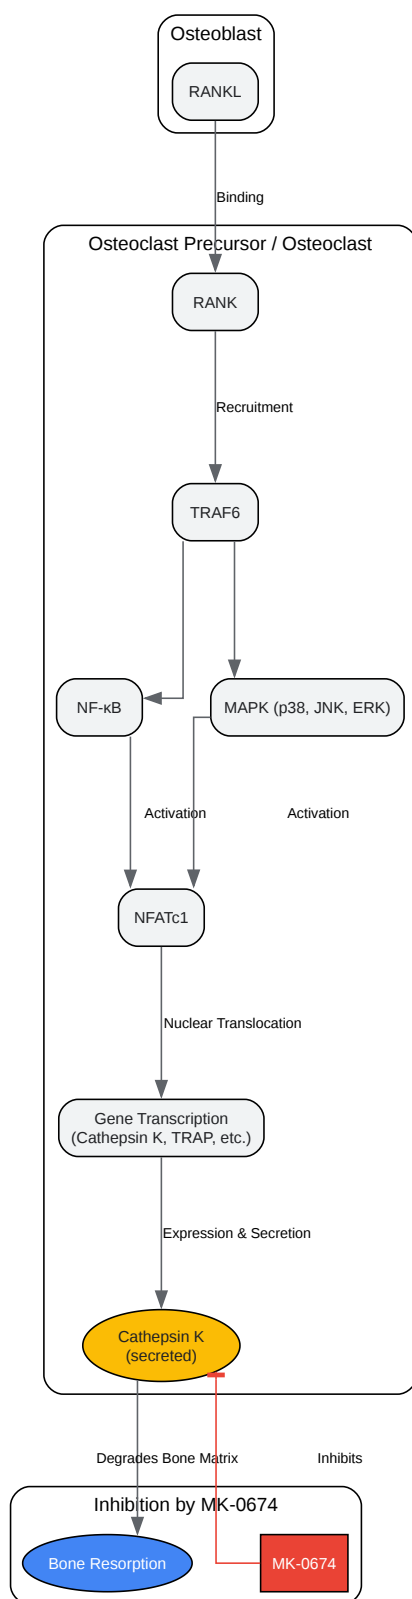 Osteoblast
RANKL
Binding
Osteoclast Precursor / Osteoclast
RANK
Recruitment
TRAF6
NF-κB
MAPK (p38, JNK, ERK)
Activation
Activation
NFATc1
Nuclear Translocation
Gene Transcription
(Cathepsin K, TRAP, etc.)
Expression & Secretion
Cathepsin K
(secreted)
Degrades Bone Matrix
Inhibits
Inhibition by MK-0674
Bone Resorption
MK-0674